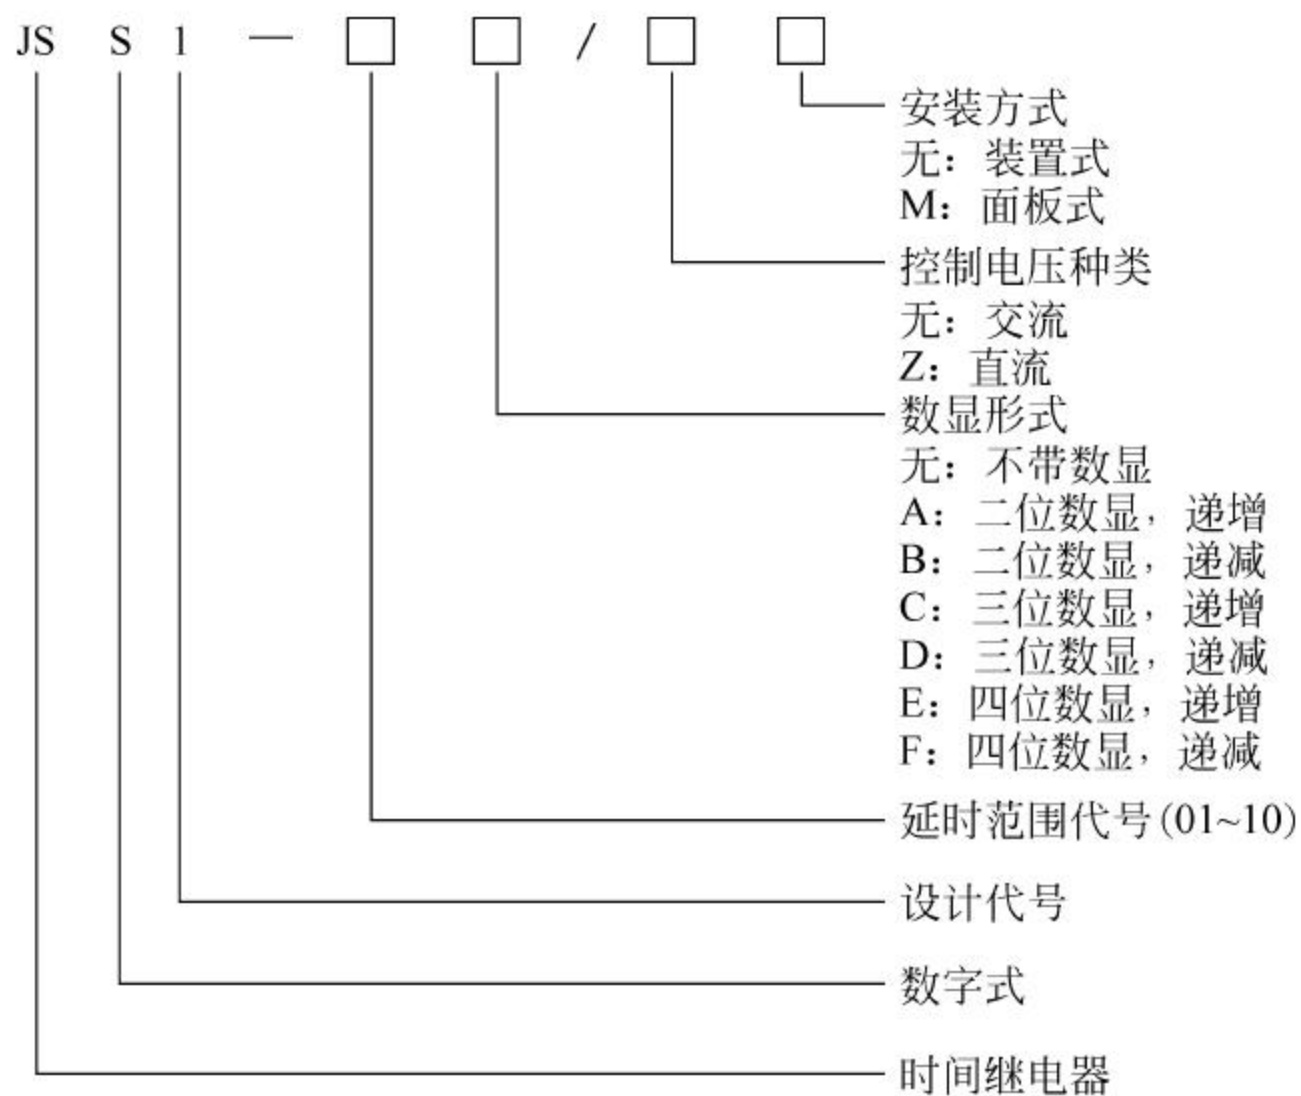 JS S 1 — □ □ / □ □
安装方式
无：装置式
M：面板式
控制电压种类
无：交流
Z：直流
数显形式
无：不带数显
A：二位数显，递增
B：二位数显，递减
C：三位数显，递增
D：三位数显，递减
E：四位数显，递增
F：四位数显，递减
延时范围代号(01~10)
设计代号
数字式
时间继电器